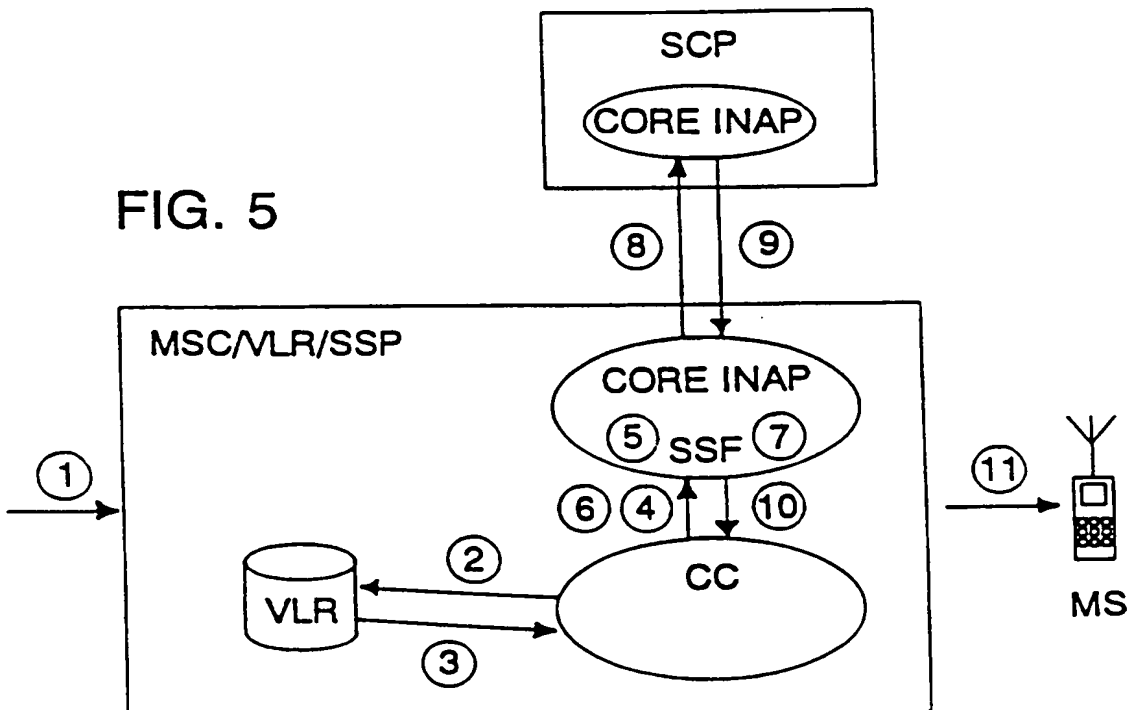 SCP
CORE INAP
FIG. 5
8 9
MSC/VLR/SSP
CORE INAP
5 SSF 7
1
11
6 4 10
2
CC
VLR
MS
3